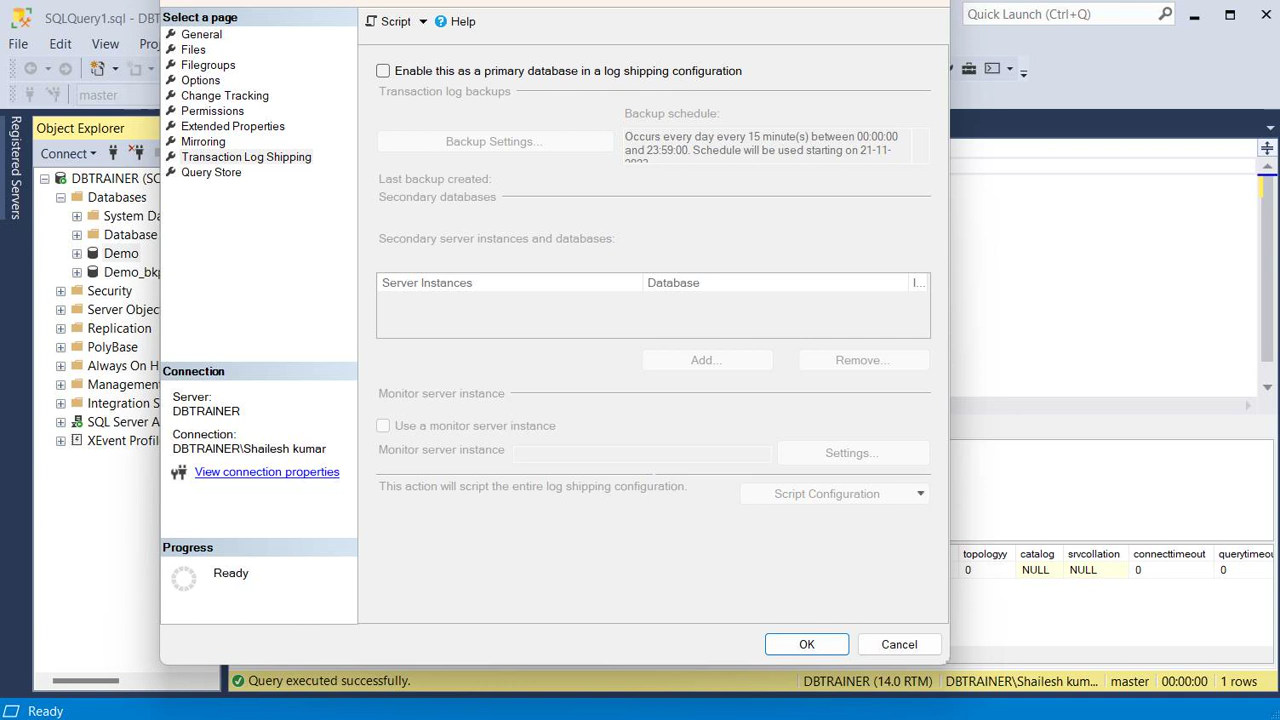 SQLQuery1.sql - DBT
Quick Launch (Ctrl+Q)
File
Edit
View
Proj
master
Registered Servers
Object Explorer
Connect
DBTRAINER (SC
Databases
System Da
Database
Demo
Demo_bkp
Security
Server Objec
Replication
PolyBase
Always On H
Management
Integration S
SQL Server A
XEvent Profil
Select a page
General
Files
Filegroups
Options
Change Tracking
Permissions
Extended Properties
Mirroring
Transaction Log Shipping
Query Store
Connection
Server:
DBTRAINER
Connection:
DBTRAINER\Shailesh kumar
View connection properties
Progress
Ready
Script
Help
Enable this as a primary database in a log shipping configuration
Transaction log backups
Backup schedule:
Backup Settings...
Occurs every day every 15 minute(s) between 00:00:00
and 23:59:00. Schedule will be used starting on 21-11-
2023
Last backup created:
Secondary databases
Secondary server instances and databases:
Server Instances
Database
I...
Add...
Remove...
Monitor server instance
Use a monitor server instance
Monitor server instance
Settings...
This action will script the entire log shipping configuration.
Script Configuration
OK
Cancel
topologyy
catalog
srvcollation
connecttimeout
querytimeou
0
NULL
NULL
0
0
Query executed successfully.
DBTRAINER (14.0 RTM)
DBTRAINER\Shailesh kum...
master
00:00:00
1 rows
Ready